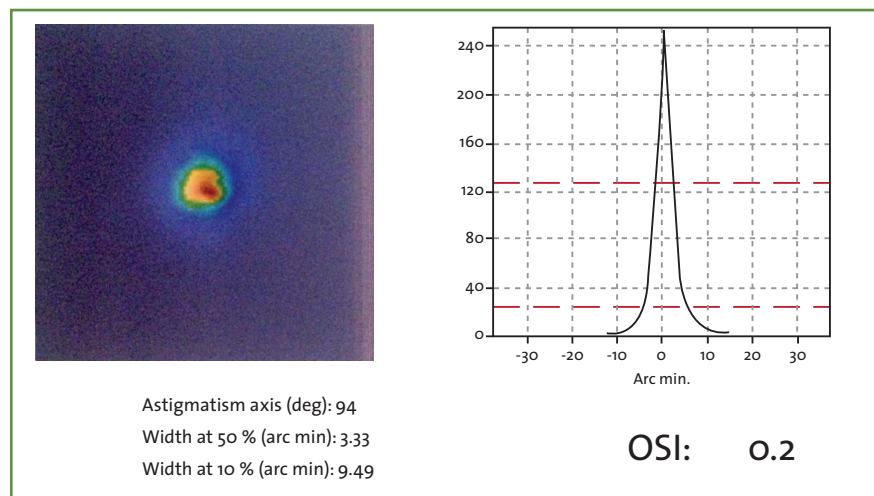 240
200
160
120
80
40
0
-30 -20 -10 0 10 20 30
Arc min.
Astigmatism axis (deg): 94
Width at 50 % (arc min): 3.33
Width at 10 % (arc min): 9.49
OSI: 0.2